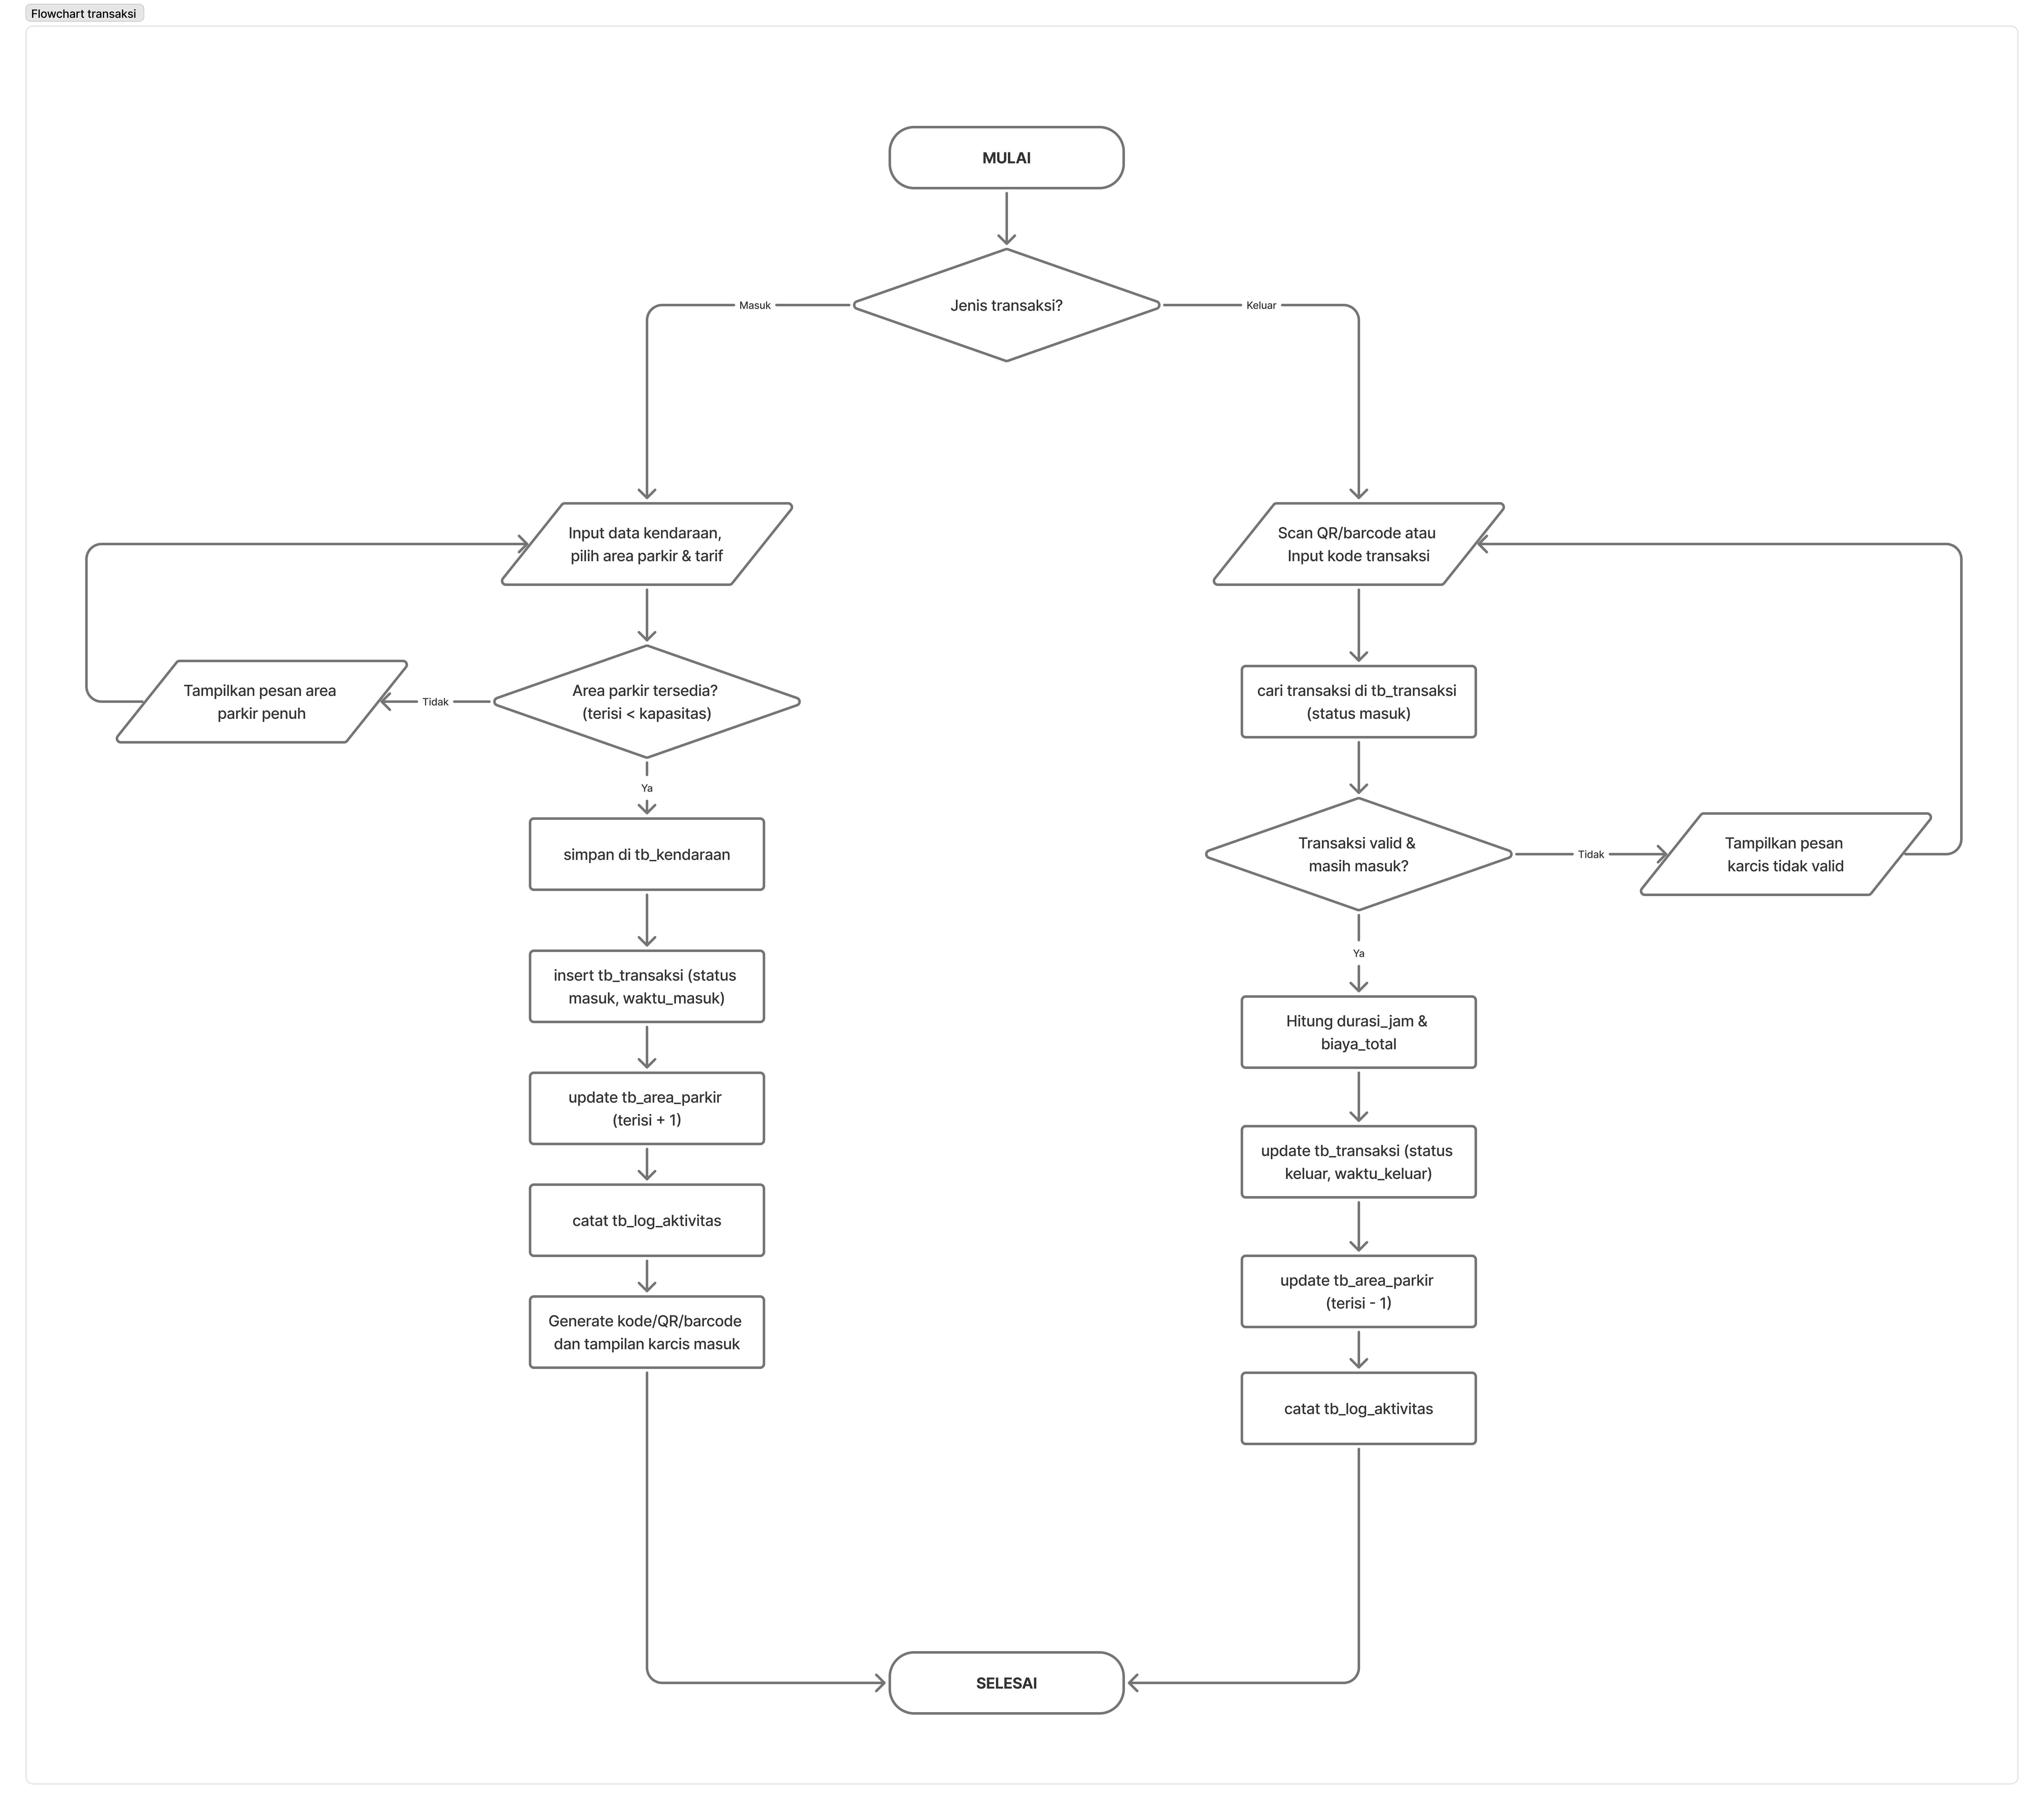 Flowchart transaksi
MULAI
Jenis transaksi?
Masuk
Keluar
Input data kendaraan,
pilih area parkir & tarif
Area parkir tersedia?
(terisi < kapasitas)
Tidak
Tampilkan pesan area
parkir penuh
Ya
simpan di tb_kendaraan
insert tb_transaksi (status
masuk, waktu_masuk)
update tb_area_parkir
(terisi + 1)
catat tb_log_aktivitas
Generate kode/QR/barcode
dan tampilan karcis masuk
Scan QR/barcode atau
Input kode transaksi
cari transaksi di tb_transaksi
(status masuk)
Transaksi valid &
masih masuk?
Tidak
Tampilkan pesan
karcis tidak valid
Ya
Hitung durasi_jam &
biaya_total
update tb_transaksi (status
keluar, waktu_keluar)
update tb_area_parkir
(terisi - 1)
catat tb_log_aktivitas
SELESAI